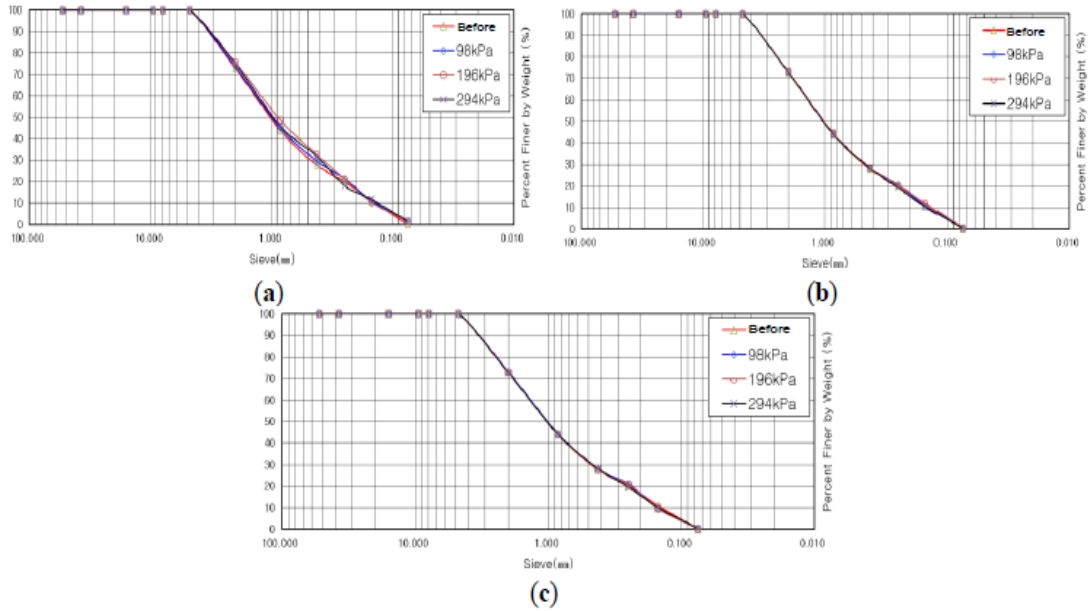 100
90
80
70
60
50
40
30
20
10
0
100.000
10.000
1.000
0.100
0.010
Sieve(㎜)
Percent Finer by Weight (%)
Before
98kPa
196kPa
294kPa
(a)
100
90
80
70
60
50
40
30
20
10
0
100.000
10.000
1.000
0.100
0.010
Sieve(㎜)
Percent Finer by Weight (%)
Before
98kPa
196kPa
294kPa
(b)
100
90
80
70
60
50
40
30
20
10
0
100.000
10.000
1.000
0.100
0.010
Sieve(㎜)
Percent Finer by Weight (%)
Before
98kPa
196kPa
294kPa
(c)